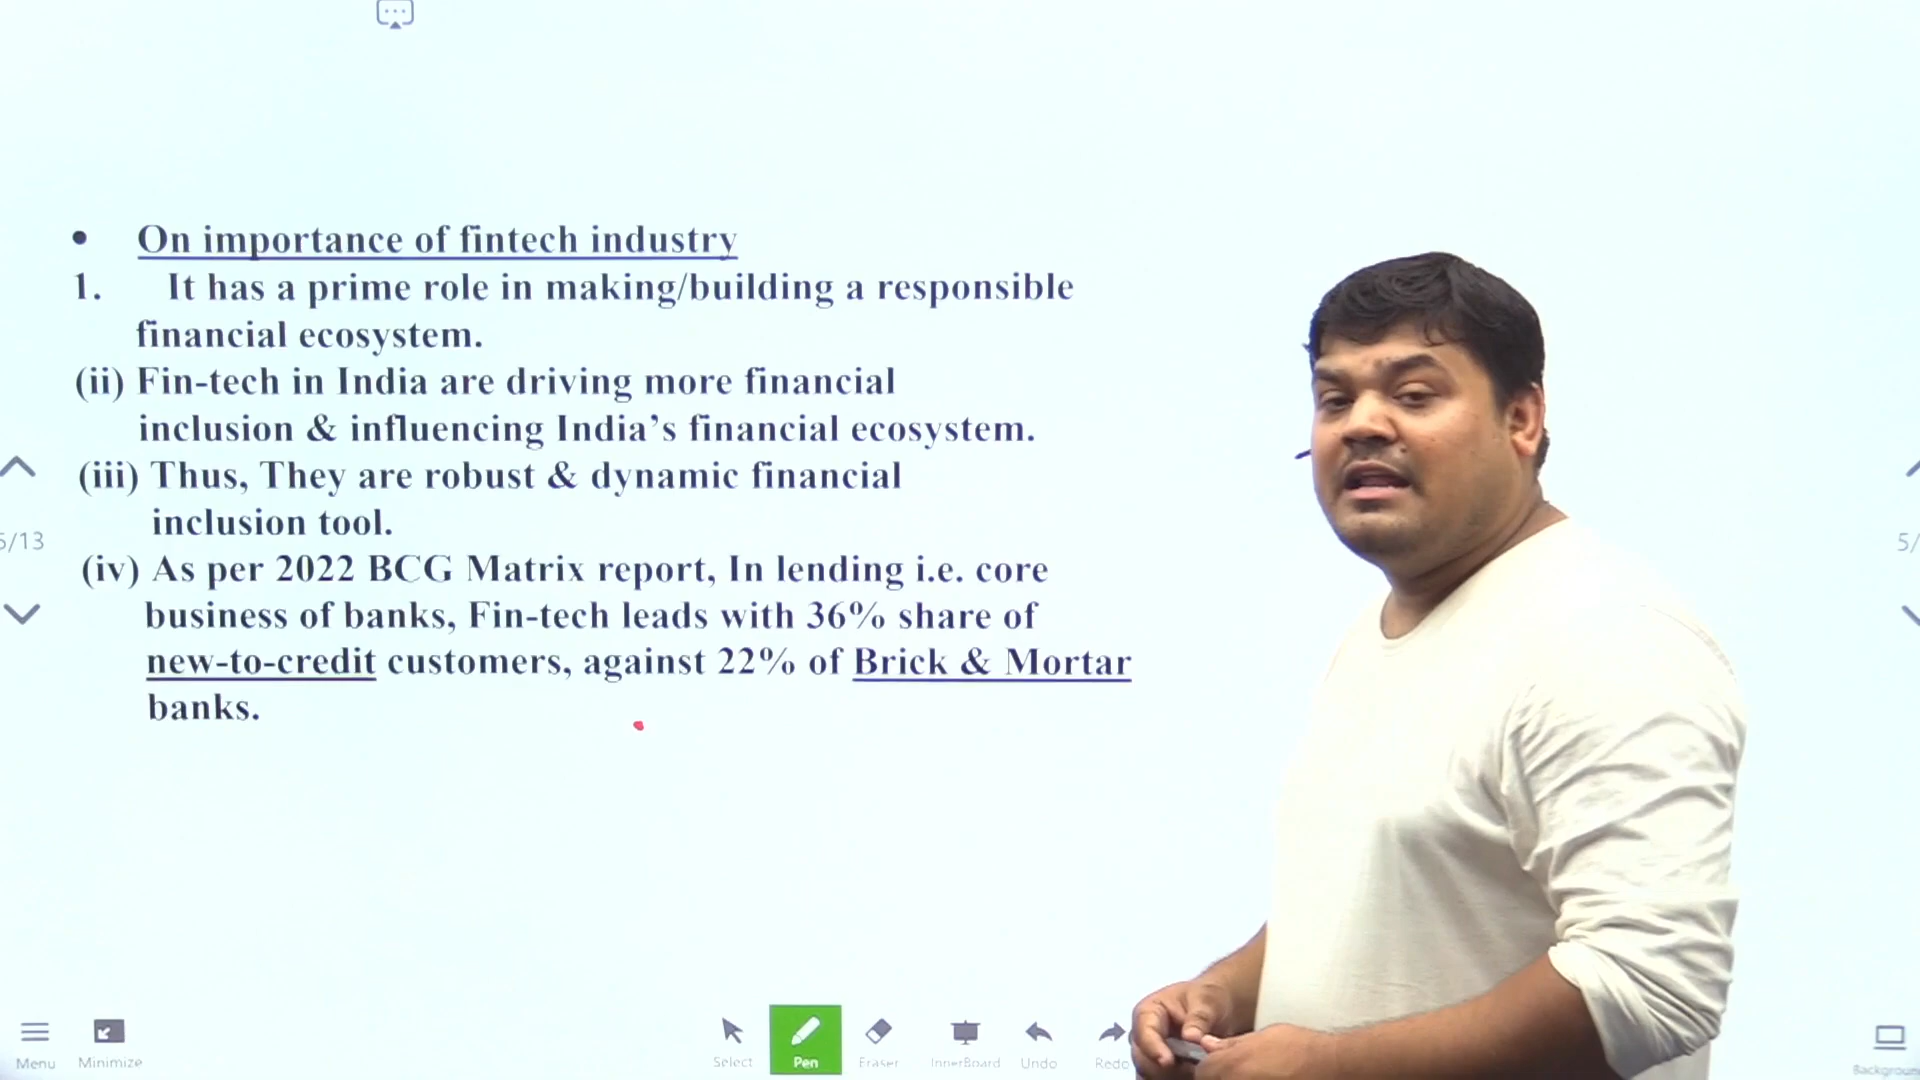 • On importance of fintech industry
1. It has a prime role in making/building a responsible
financial ecosystem.
(ii) Fin-tech in India are driving more financial
inclusion & influencing India's financial ecosystem.
(iii) Thus, They are robust & dynamic financial
inclusion tool.
(iv) As per 2022 BCG Matrix report, In lending i.e. core
business of banks, Fin-tech leads with 36% share of
new-to-credit customers, against 22% of Brick & Mortar
banks.
5/13
5/
Menu Minimize Select Pen Eraser InnerBoard Undo Redo Background